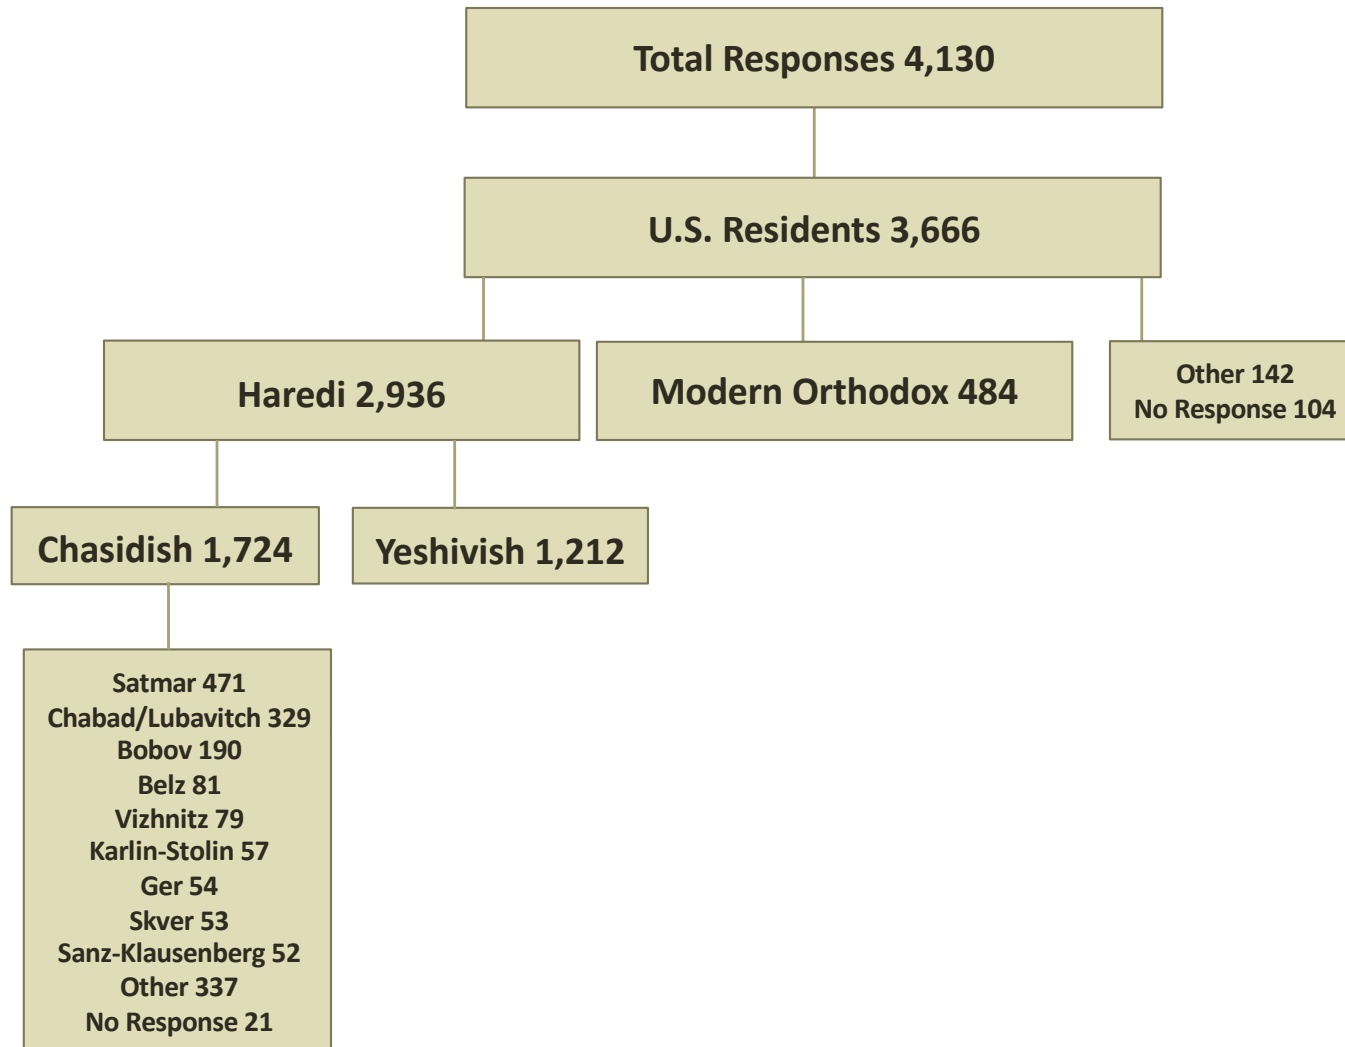 Total Responses 4,130
U.S. Residents 3,666
Haredi 2,936
Modern Orthodox 484
Other 142
No Response 104
Chasidish 1,724
Yeshivish 1,212
Satmar 471
Chabad/Lubavitch 329
Bobov 190
Belz 81
Vizhnitz 79
Karlin-Stolin 57
Ger 54
Skver 53
Sanz-Klausenberg 52
Other 337
No Response 21